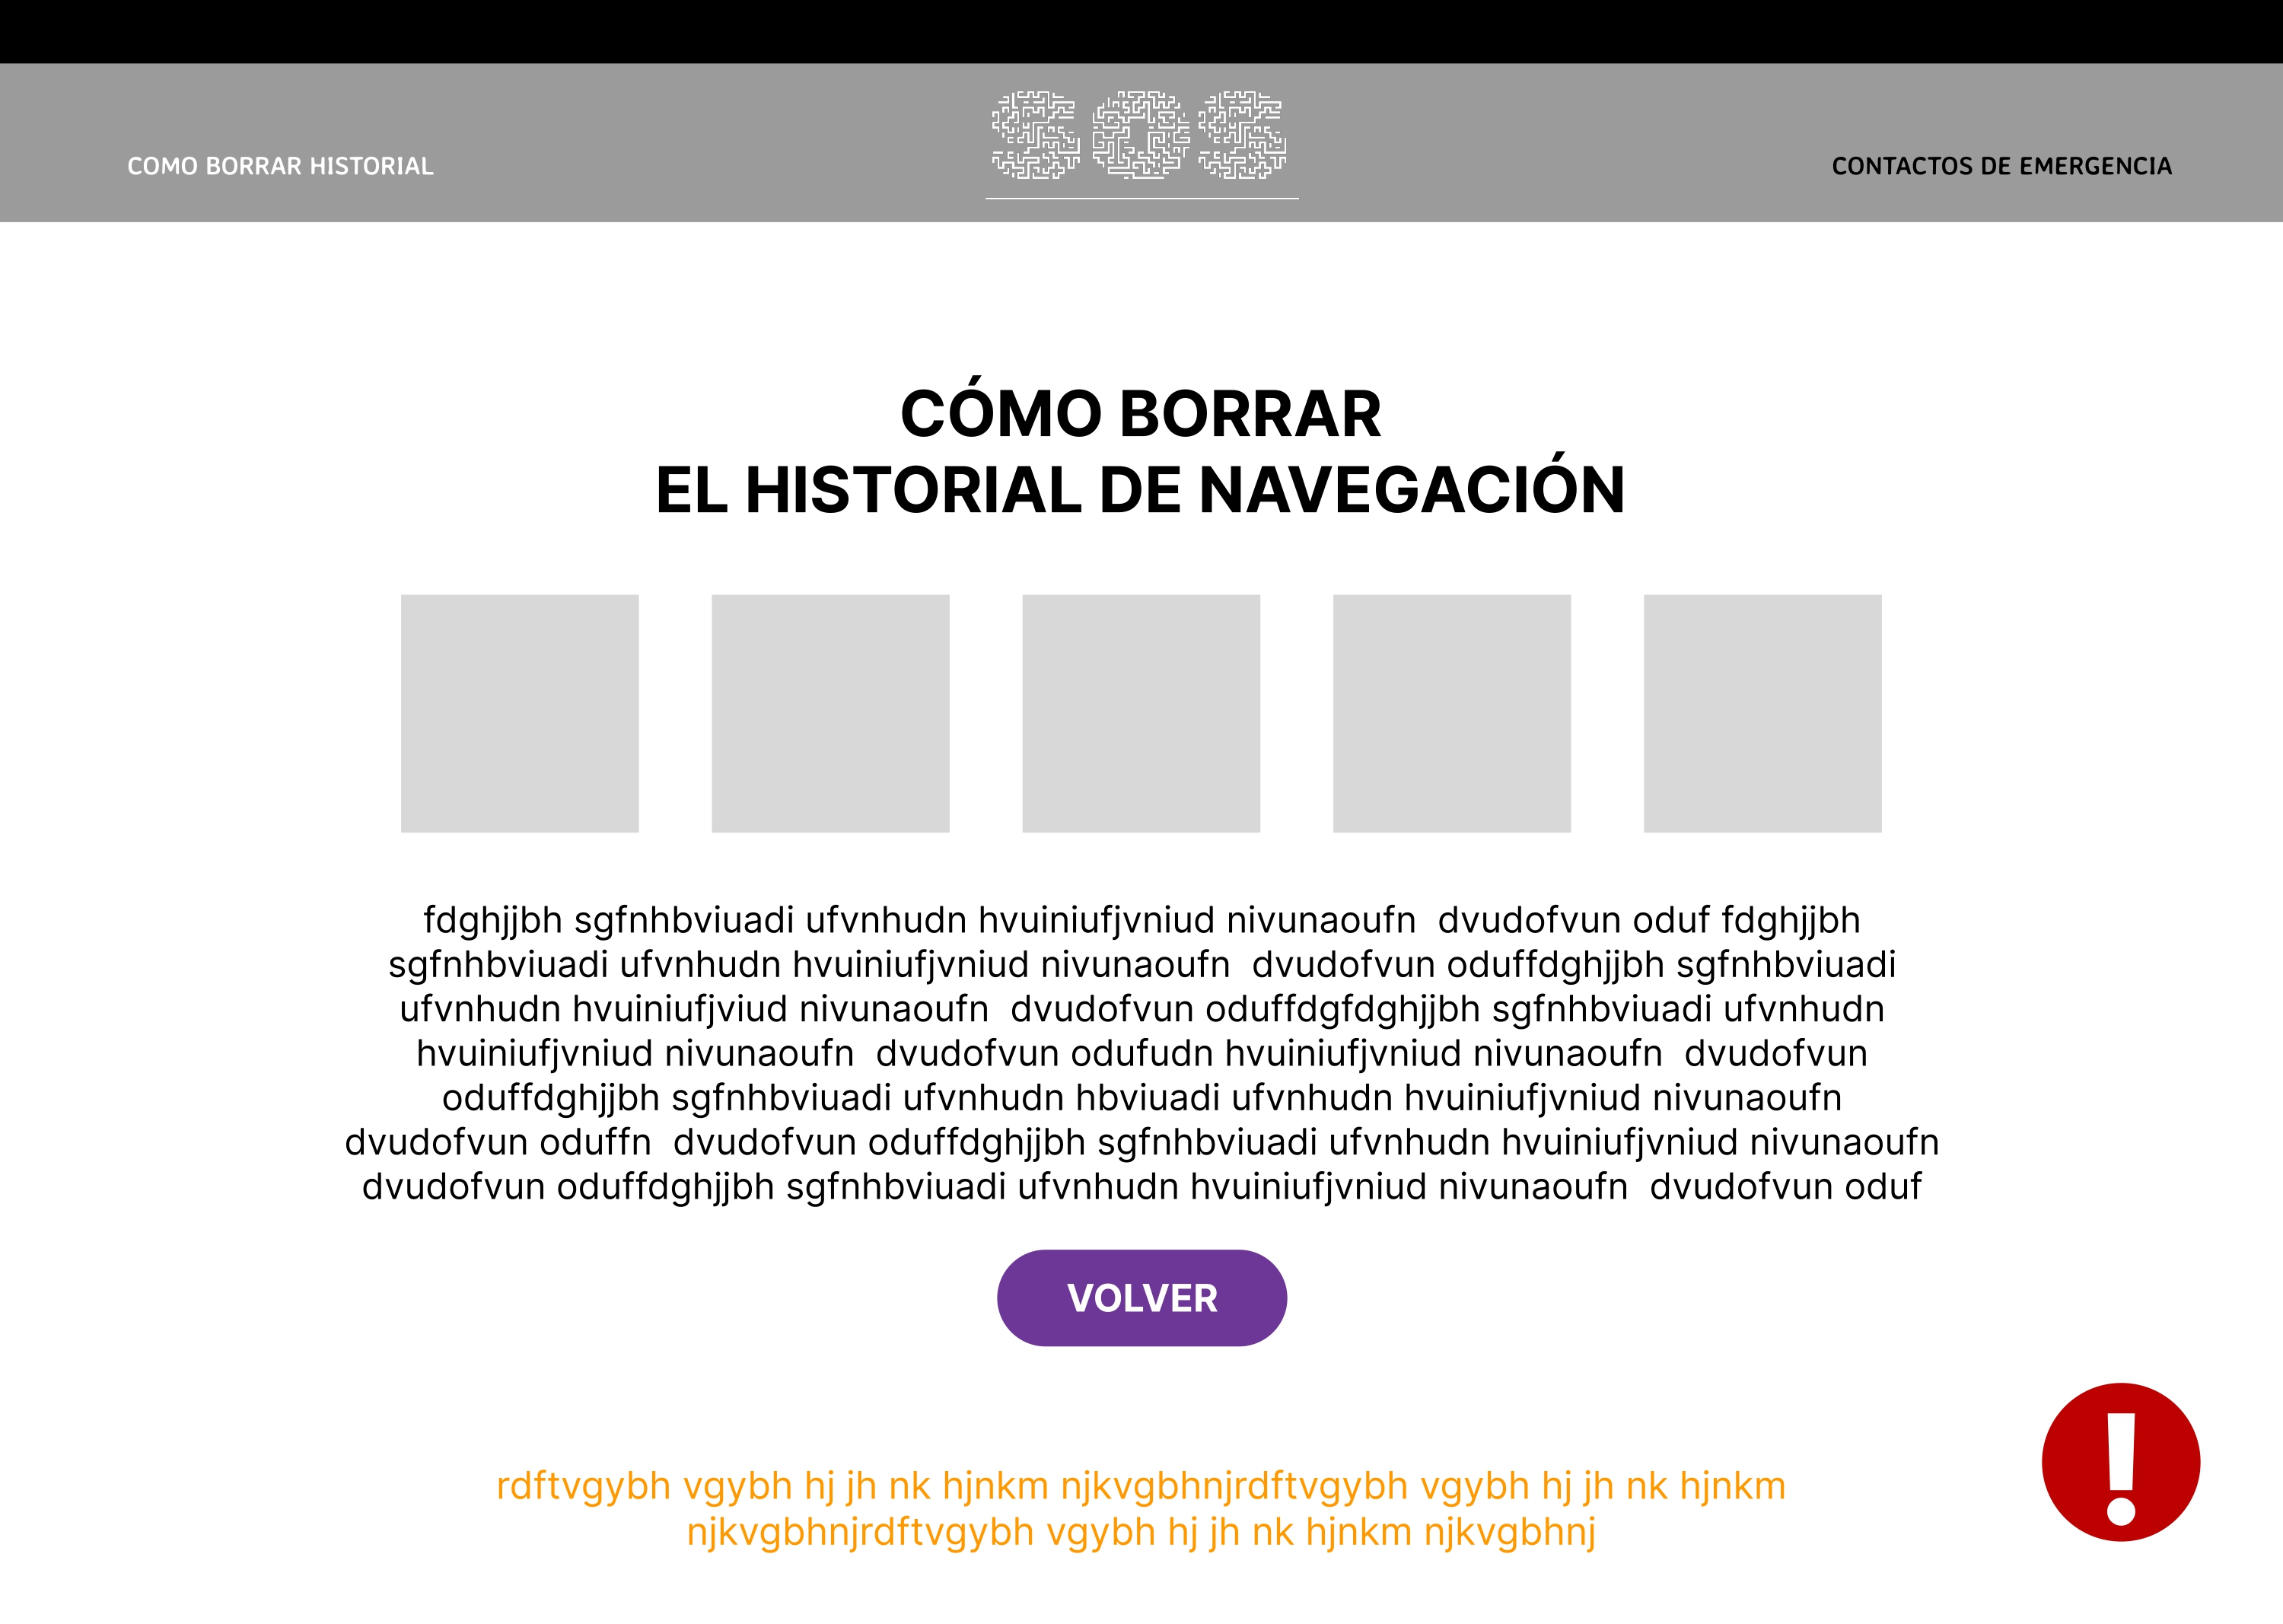 COMO BORRAR HISTORIAL
SOS
CONTACTOS DE EMERGENCIA
CÓMO BORRAR
EL HISTORIAL DE NAVEGACIÓN
fdghjjbh sgfnhbviuadi ufvnhudn hvuiniufjvniud nivunaoufn  dvudofvun oduf fdghjjbh
sgfnhbviuadi ufvnhudn hvuiniufjvniud nivunaoufn  dvudofvun oduffdghjjbh sgfnhbviuadi
ufvnhudn hvuiniufjviud nivunaoufn  dvudofvun oduffdgfdghjjbh sgfnhbviuadi ufvnhudn
hvuiniufjvniud nivunaoufn  dvudofvun odufudn hvuiniufjvniud nivunaoufn  dvudofvun
oduffdghjjbh sgfnhbviuadi ufvnhudn hbviuadi ufvnhudn hvuiniufjvniud nivunaoufn
dvudofvun oduffn  dvudofvun oduffdghjjbh sgfnhbviuadi ufvnhudn hvuiniufjvniud nivunaoufn
dvudofvun oduffdghjjbh sgfnhbviuadi ufvnhudn hvuiniufjvniud nivunaoufn  dvudofvun oduf
VOLVER
!
rdftvgybh vgybh hj jh nk hjnkm njkvgbhnjrdftvgybh vgybh hj jh nk hjnkm
njkvgbhnjrdftvgybh vgybh hj jh nk hjnkm njkvgbhnj